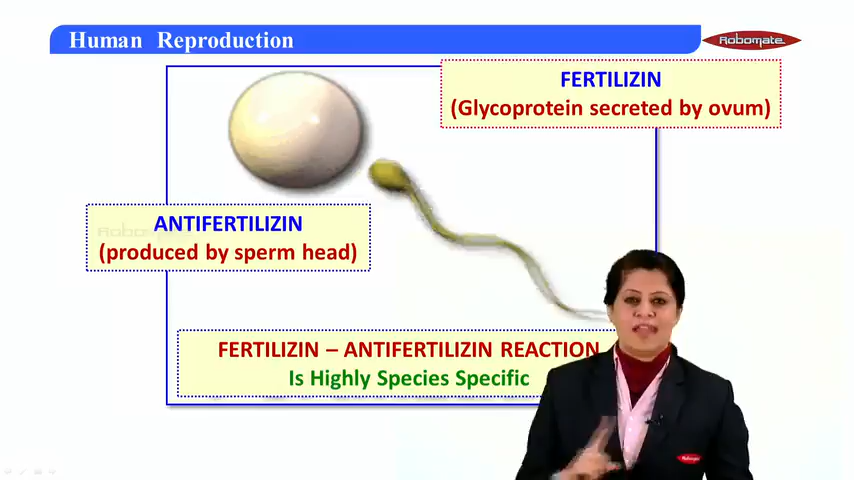 Human Reproduction
Robomate
FERTILIZIN
(Glycoprotein secreted by ovum)
ANTIFERTILIZIN
(produced by sperm head)
FERTILIZIN – ANTIFERTILIZIN REACTION
Is Highly Species Specific
Robomate